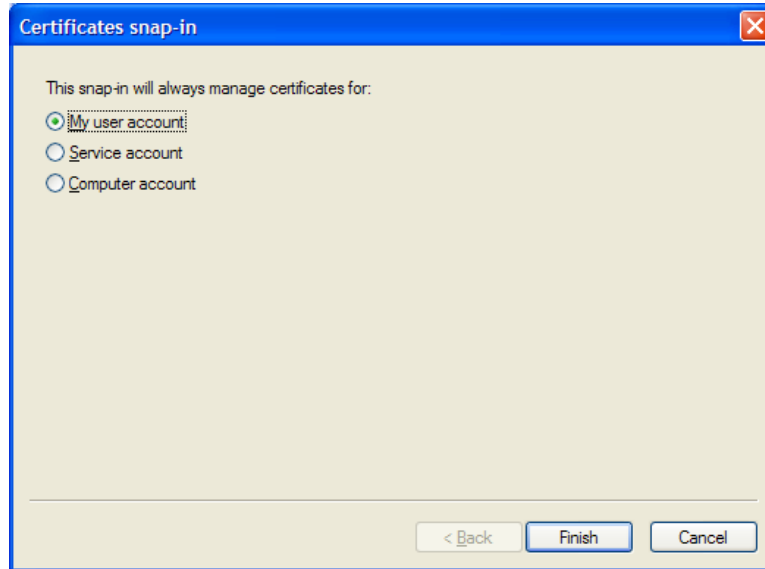 Certificates snap-in
This snap-in will always manage certificates for:
My user account
Service account
Computer account
< Back
Finish
Cancel